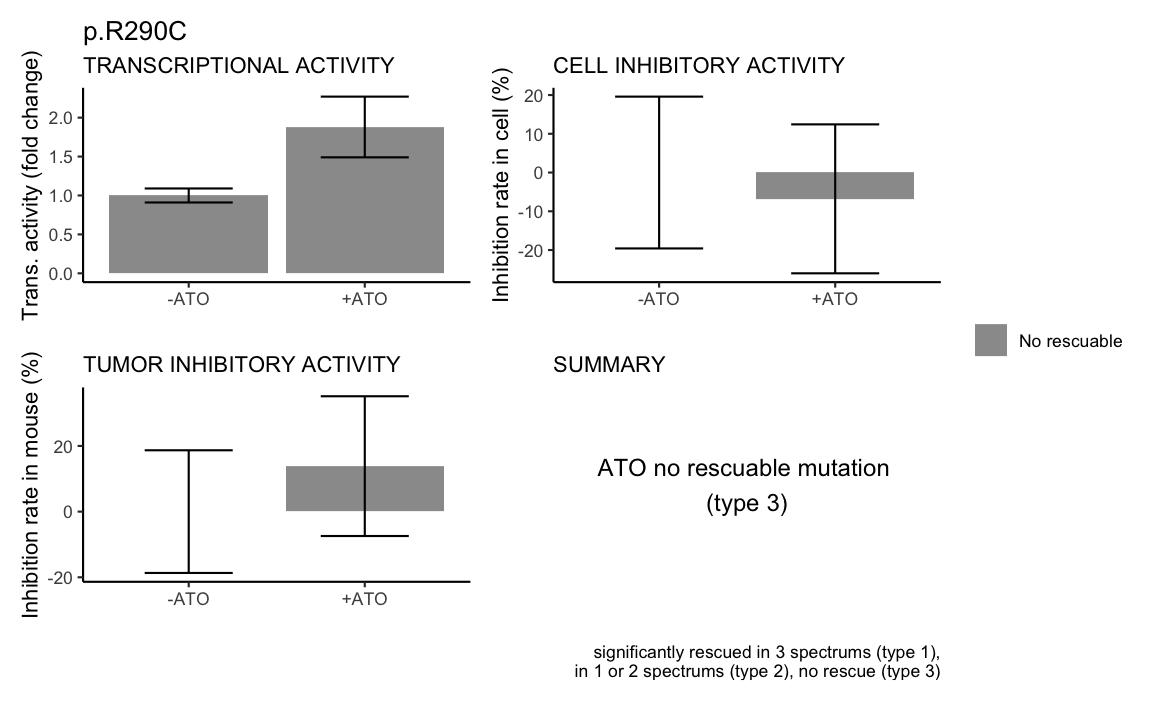 p.R290C
TRANSCRIPTIONAL ACTIVITY
Trans. activity (fold change)
2.0
1.5
1.0
0.5
0.0
-ATO
+ATO
CELL INHIBITORY ACTIVITY
Inhibition rate in cell (%)
20
10
0
-10
-20
-ATO
+ATO
No rescuable
TUMOR INHIBITORY ACTIVITY
Inhibition rate in mouse (%)
20
0
-20
-ATO
+ATO
SUMMARY
ATO no rescuable mutation
(type 3)
significantly rescued in 3 spectrums (type 1),
in 1 or 2 spectrums (type 2), no rescue (type 3)